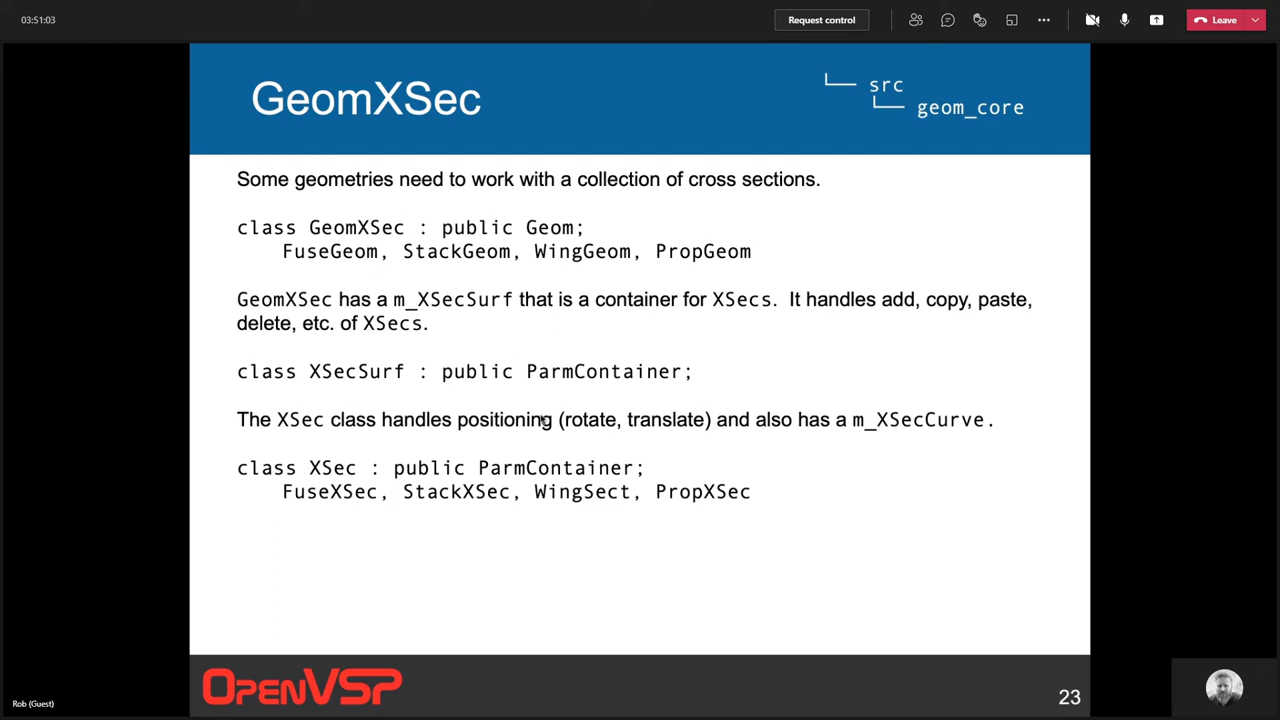 03:51:03
Request control
Leave
GeomXSec
src
geom_core
Some geometries need to work with a collection of cross sections.
class GeomXSec : public Geom;
FuseGeom, StackGeom, WingGeom, PropGeom
GeomXSec has a m_XSecSurf that is a container for XSecs. It handles add, copy, paste,
delete, etc. of XSecs.
class XSecSurf : public ParmContainer;
The XSec class handles positioning (rotate, translate) and also has a m_XSecCurve.
class XSec : public ParmContainer;
FuseXSec, StackXSec, WingSect, PropXSec
OPENVSP
23
Rob (Guest)